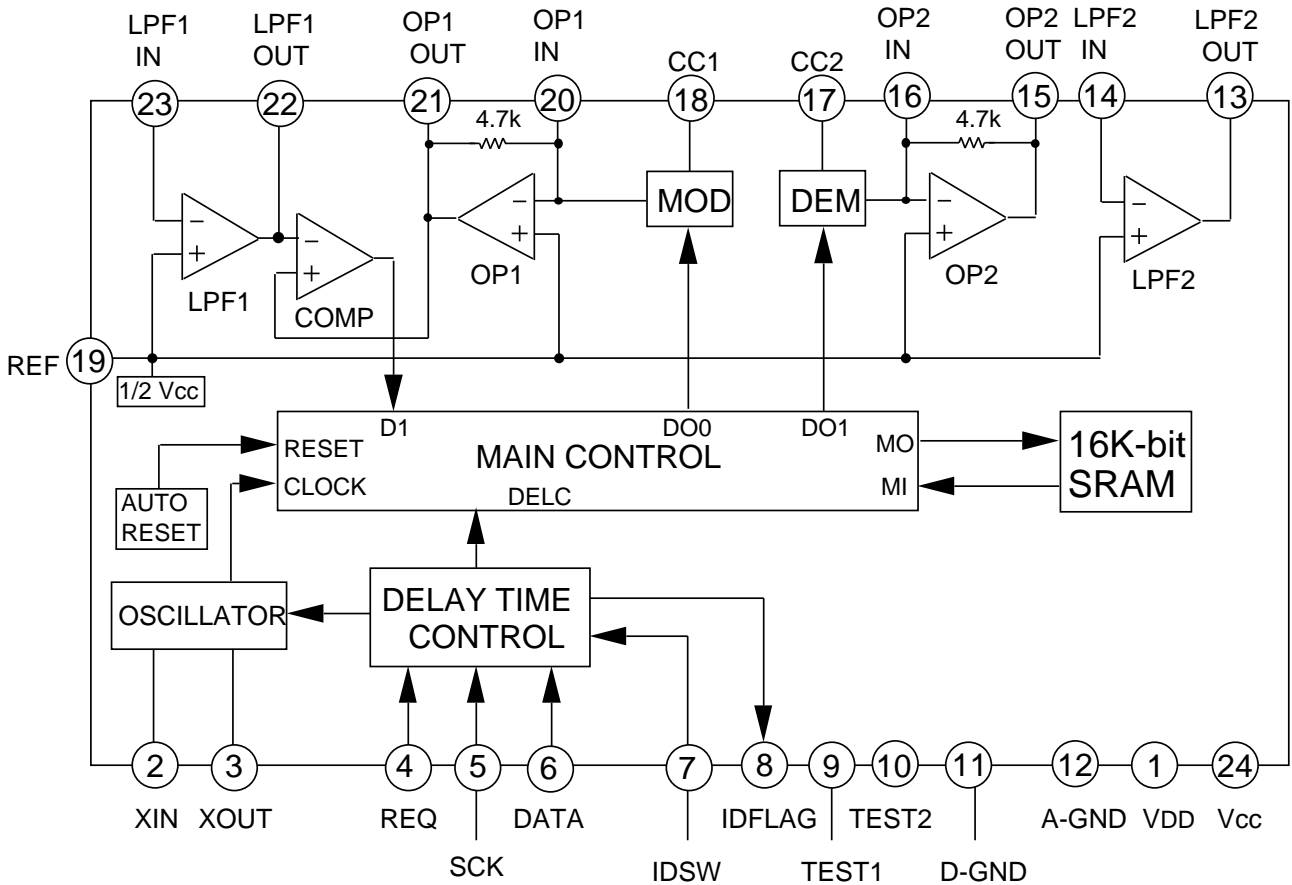 LPF1
IN
LPF1
OUT
OP1
OUT
OP1
IN
CC1
CC2
OP2
IN
OP2
OUT
LPF2
IN
LPF2
OUT
23
22
21
20
18
17
16
15
14
13
4.7k
4.7k
MOD
DEM
−
+
LPF1
−
+
COMP
−
+
OP1
−
+
OP2
−
+
LPF2
REF
19
1/2 Vcc
D1
DO0
DO1
RESET
CLOCK
MAIN CONTROL
DELC
MO
MI
16K-bit
SRAM
AUTO
RESET
OSCILLATOR
DELAY TIME
CONTROL
2
3
4
5
6
7
8
9
10
11
12
1
24
XIN
XOUT
REQ
DATA
IDFLAG
TEST2
A-GND
VDD
Vcc
SCK
IDSW
TEST1
D-GND